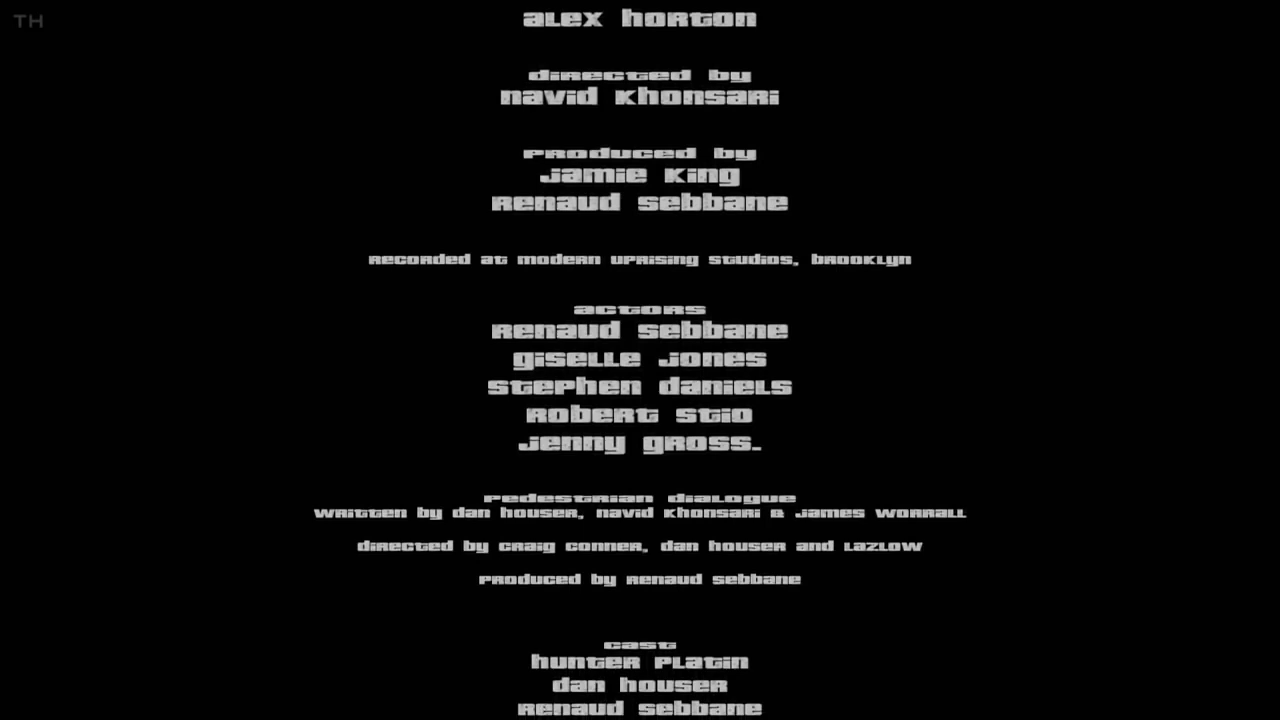 TH
ALEX HORTON
DIRECTED BY
NAVID KHONSARI
PRODUCED BY
JAMIE KING
RENAUD SEBBANE
RECORDED AT MODERN UPRISING STUDIOS, BROOKLYN
ACTORS
RENAUD SEBBANE
GISELLE JONES
STEPHEN DANIELS
ROBERT STIO
JENNY GROSS.
PEDESTRIAN DIALOGUE
WRITTEN BY DAN HOUSER, NAVID KHONSARI & JAMES WORRALL
DIRECTED BY CRAIG CONNER, DAN HOUSER AND LAZLOW
PRODUCED BY RENAUD SEBBANE
CAST
HUNTER PLATIN
DAN HOUSER
RENAUD SEBBANE